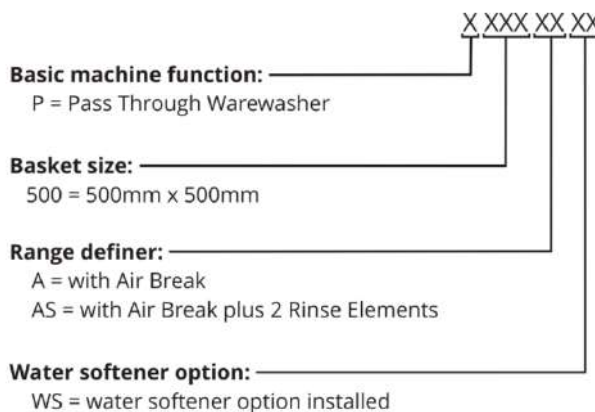 X XXX XX XX
Basic machine function:
P = Pass Through Warewasher
Basket size:
500 = 500mm x 500mm
Range definer:
A = with Air Break
AS = with Air Break plus 2 Rinse Elements
Water softener option:
WS = water softener option installed